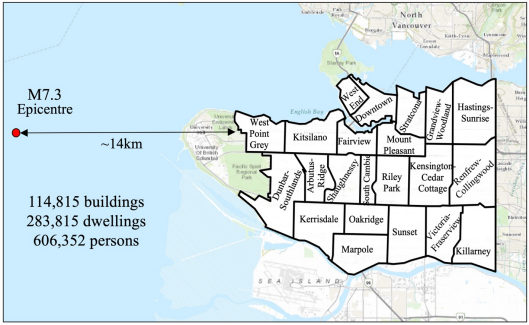 North
Vancouver
Stanley Park
M7.3
Epicentre
~14km
English Bay
West End
Downtown
Strathcona
Grandview-
Woodland
Hastings-
Sunrise
West
Point
Grey
Kitsilano
Fairview
Mount
Pleasant
University
Of British
Columbia
Pacific Spirit
Regional
Park
Dunbar-
Southlands
Arbutus-
Ridge
Shaughnessy
South Cambie
Riley
Park
Kensington-
Cedar
Cottage
Renfrew-
Collingwood
114,815 buildings
283,815 dwellings
606,352 persons
Kerrisdale
Oakridge
Marpole
Sunset
Victoria-
Fraserview
Killarney
SEA ISLAND